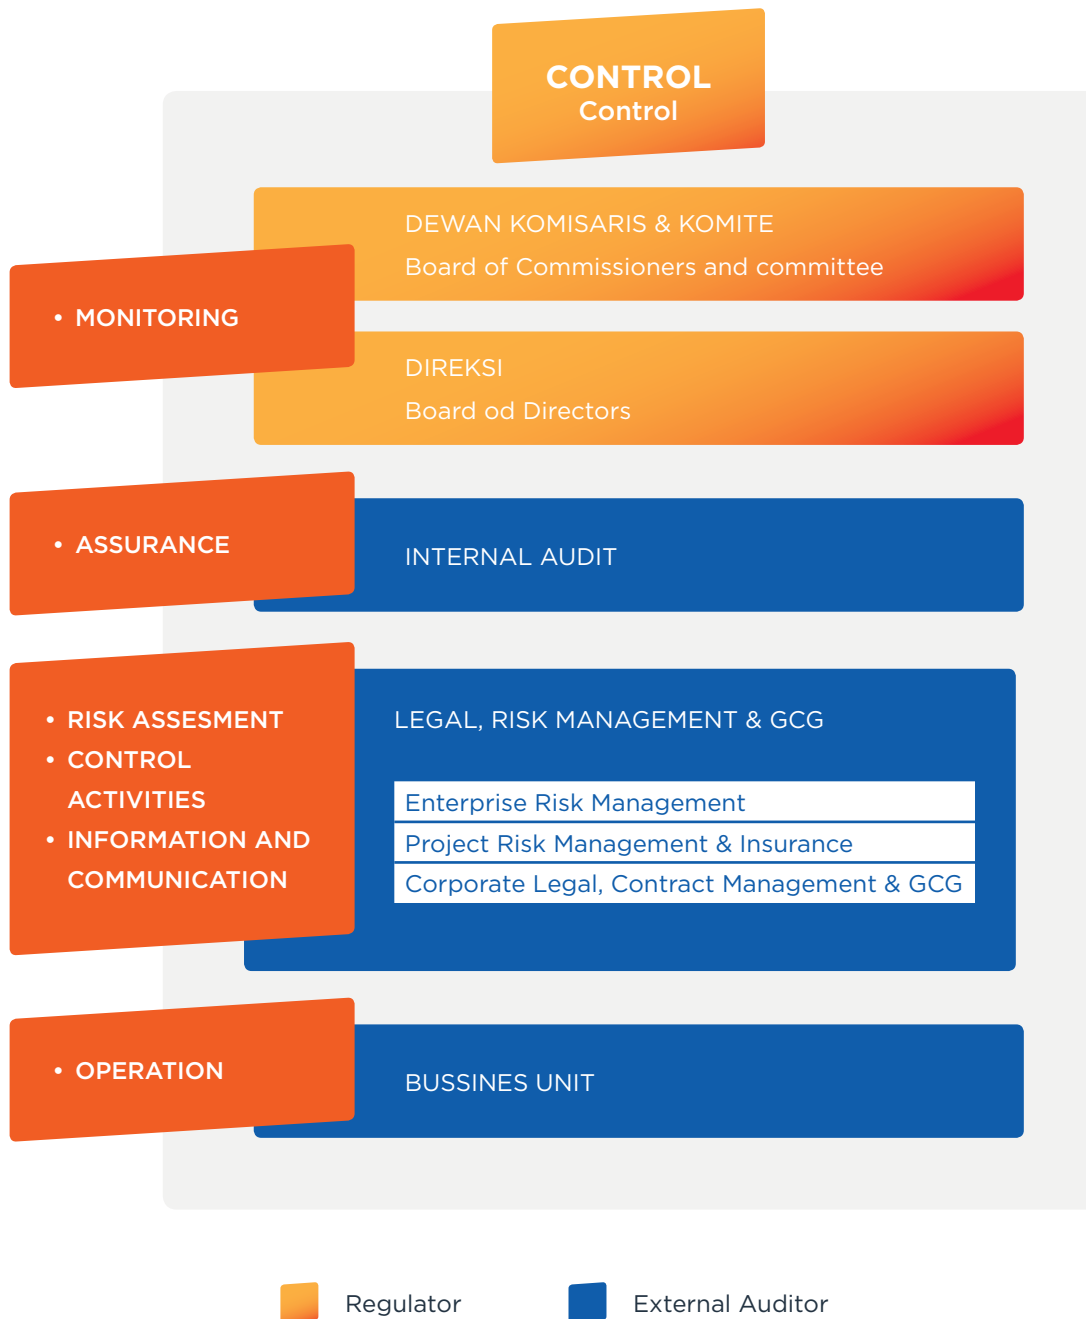 CONTROL
Control
DEWAN KOMISARIS & KOMITE
Board of Commissioners and committee
• MONITORING
DIREKSI
Board od Directors
• ASSURANCE
INTERNAL AUDIT
• RISK ASSESMENT
• CONTROL
ACTIVITIES
• INFORMATION AND
COMMUNICATION
LEGAL, RISK MANAGEMENT & GCG
Enterprise Risk Management
Project Risk Management & Insurance
Corporate Legal, Contract Management & GCG
• OPERATION
BUSSINES UNIT
Regulator
External Auditor